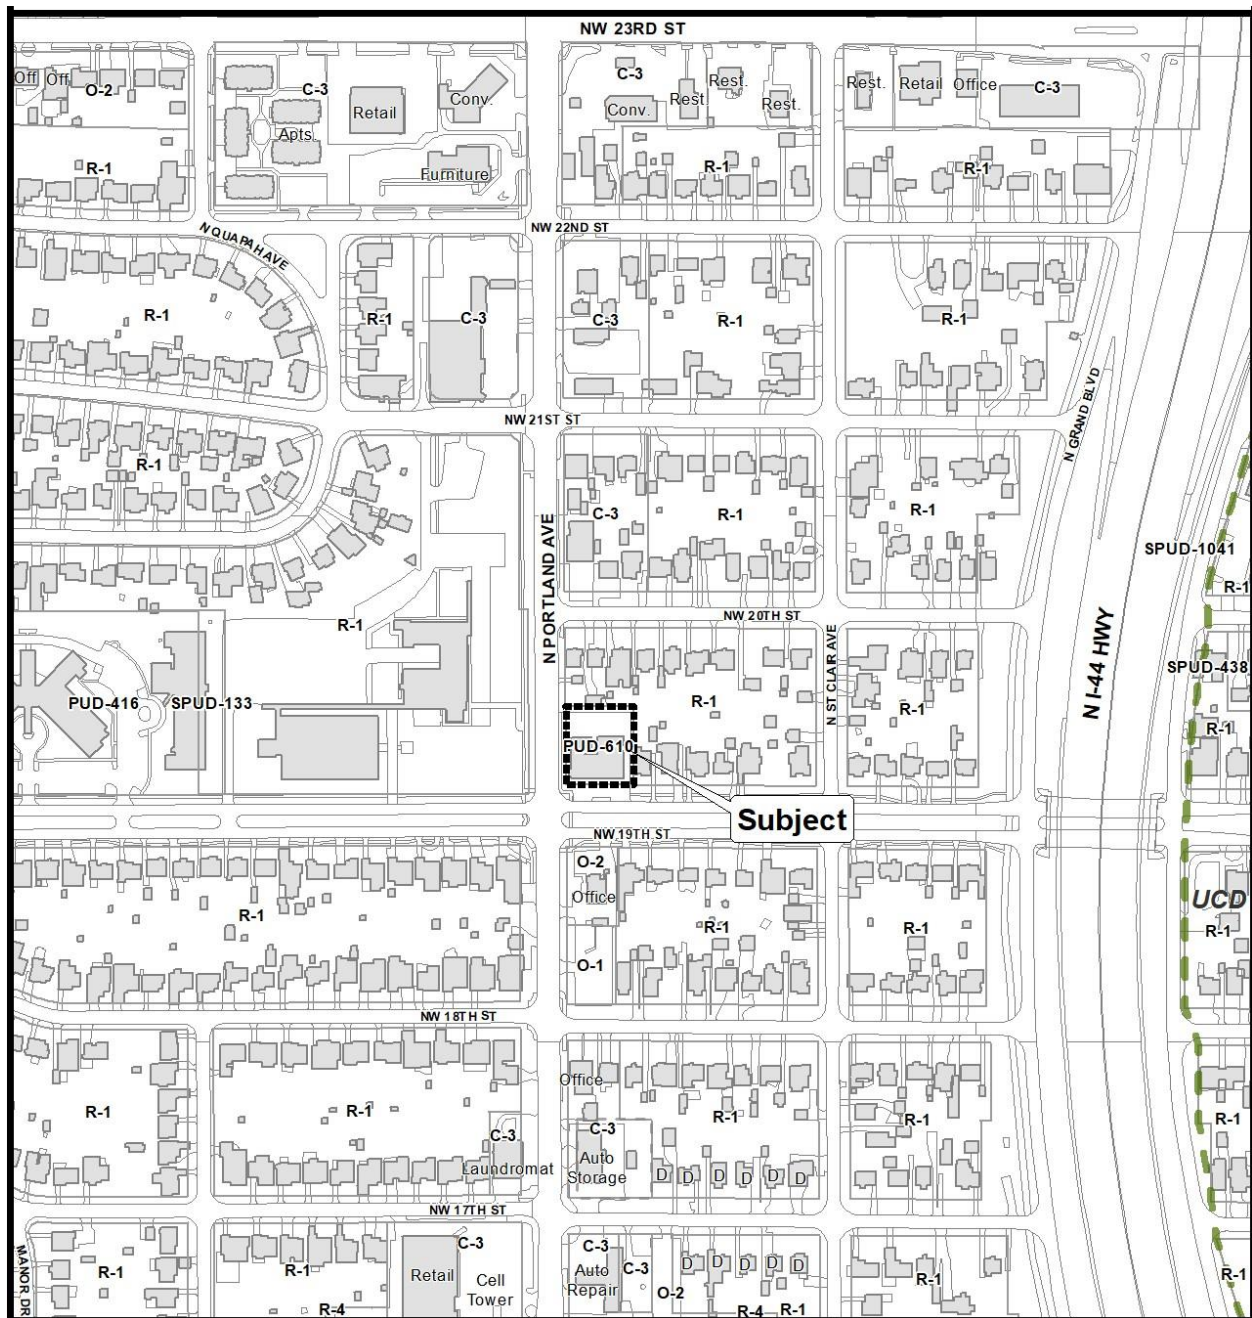 NW 23RD ST
Off
Off
O-2
C-3
Retail
Conv.
Apts.
Furniture
R-1
C-3
Conv.
Rest.
Rest.
Rest.
R-1
Rest.
Retail
Office
C-3
R-1
N QUAPAH AVE
NW 22ND ST
R-1
R-1
C-3
C-3
R-1
R-1
N GRAND BLVD
NW 21ST ST
R-1
N PORTLAND AVE
C-3
R-1
R-1
SPUD-1041
R-1
NW 20TH ST
R-1
PUD-416
SPUD-133
R-1
N ST CLAIR AVE
R-1
N I-44 HWY
SPUD-438
R-1
PUD-610
Subject
NW 19TH ST
O-2
Office
R-1
R-1
R-1
UCD
R-1
O-1
NW 18TH ST
Office
R-1
R-1
C-3
Laundromat
C-3
Auto
Storage
R-1
D
D
D
D
D
D
R-1
R-1
NW 17TH ST
MANOR DR
R-1
R-1
R-4
C-3
Retail
Cell
Tower
C-3
Auto
Repair
C-3
O-2
D
D
D
D
D
R-4
R-1
R-1
R-1